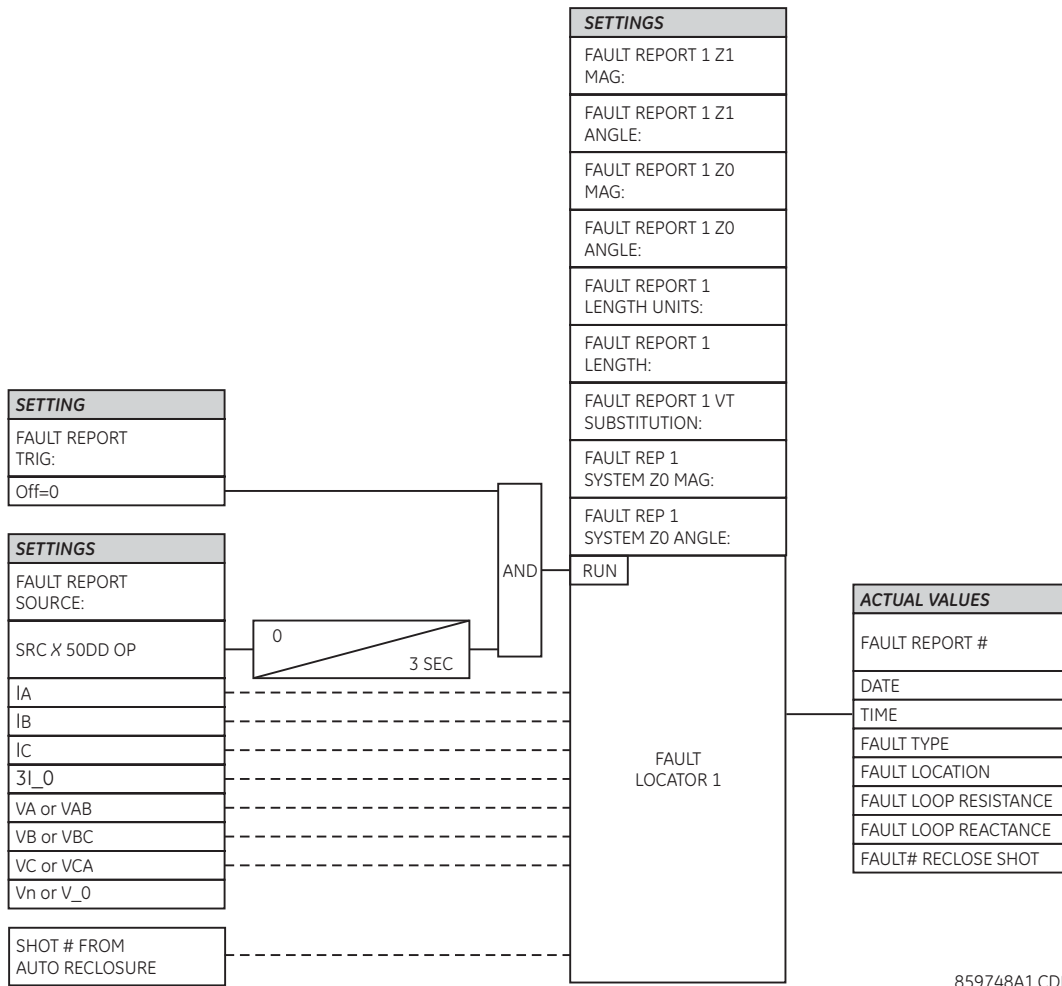 SETTINGS
FAULT REPORT 1 Z1
MAG:
FAULT REPORT 1 Z1
ANGLE:
FAULT REPORT 1 Z0
MAG:
FAULT REPORT 1 Z0
ANGLE:
FAULT REPORT 1
LENGTH UNITS:
FAULT REPORT 1
LENGTH:
FAULT REPORT 1 VT
SUBSTITUTION:
FAULT REP 1
SYSTEM Z0 MAG:
FAULT REP 1
SYSTEM Z0 ANGLE:
SETTING
FAULT REPORT
TRIG:
Off=0
SETTINGS
FAULT REPORT
SOURCE:
SRC X 50DD OP
0
3 SEC
AND
RUN
IA
IB
IC
3I_0
VA or VAB
VB or VBC
VC or VCA
Vn or V_0
SHOT # FROM
AUTO RECLOSURE
FAULT
LOCATOR 1
ACTUAL VALUES
FAULT REPORT #
DATE
TIME
FAULT TYPE
FAULT LOCATION
FAULT LOOP RESISTANCE
FAULT LOOP REACTANCE
FAULT# RECLOSE SHOT